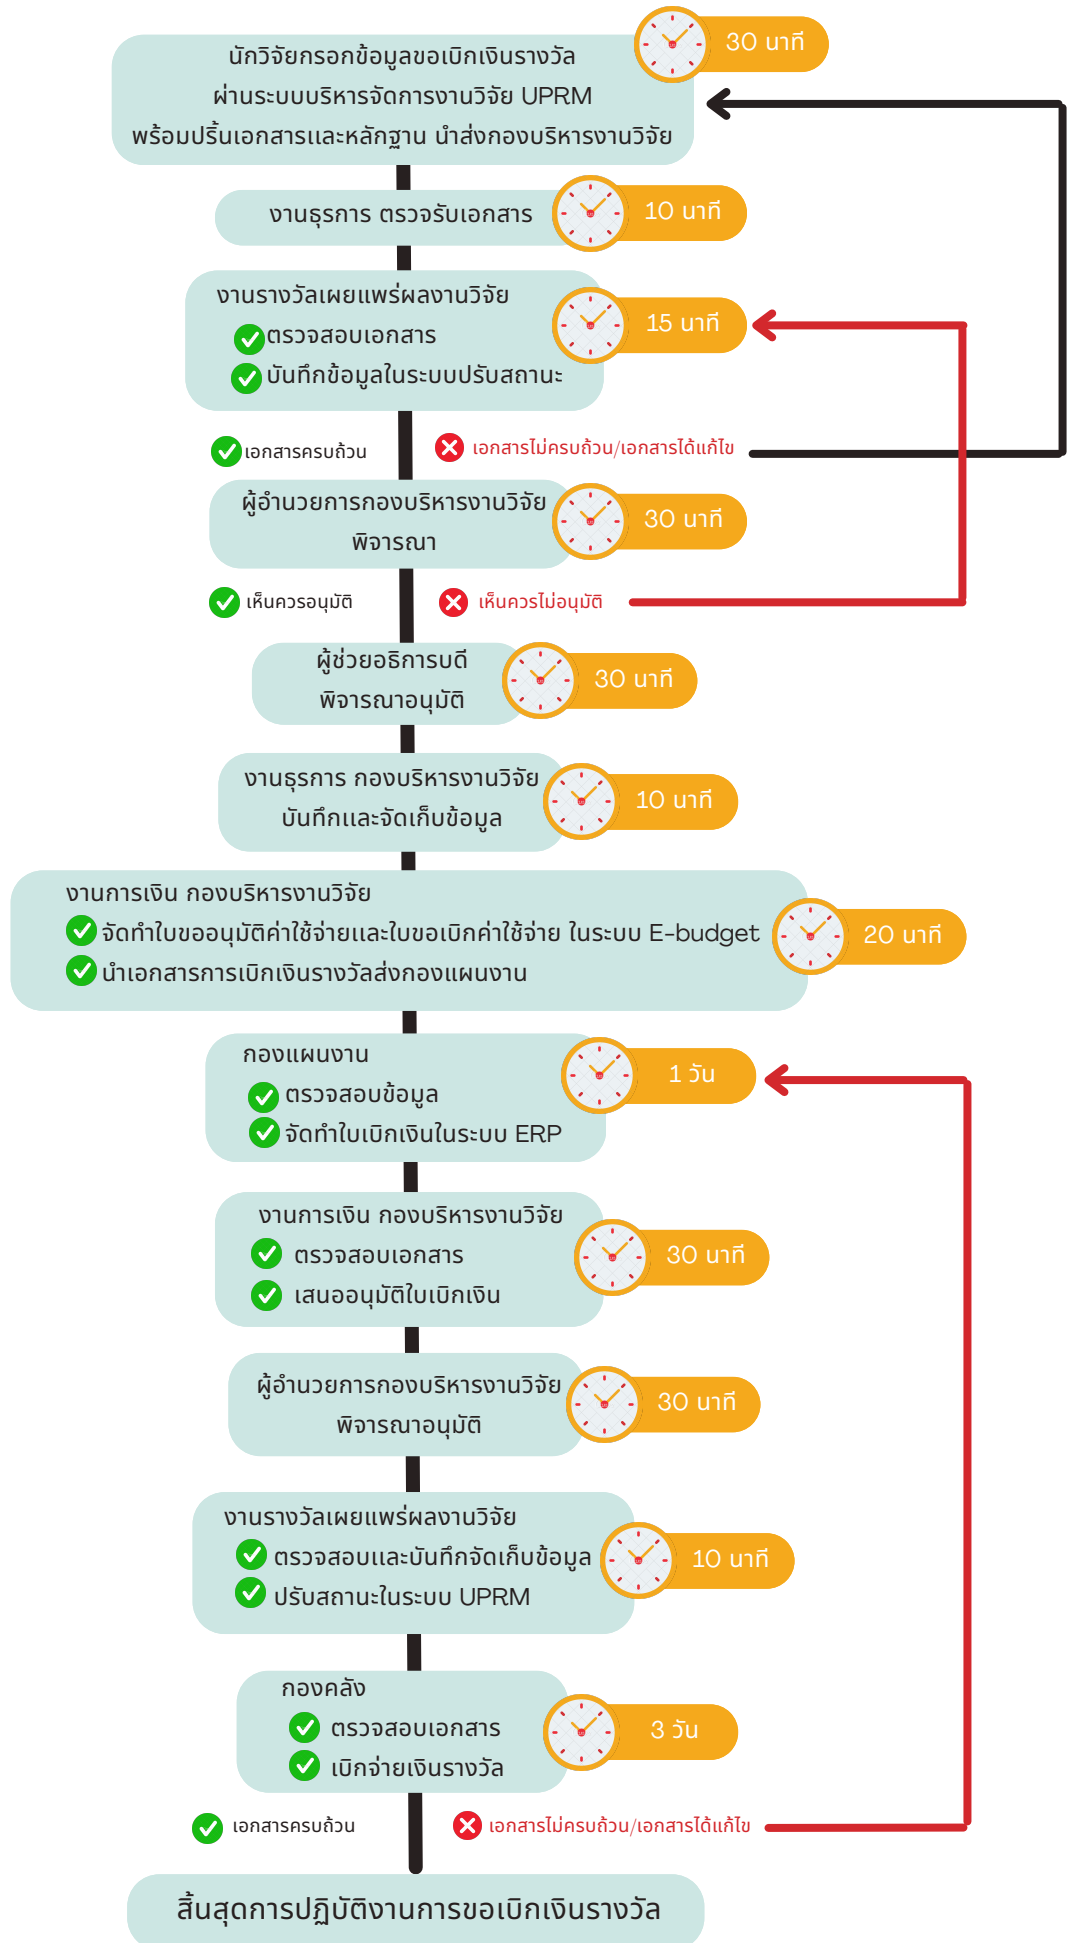 30 นาที
นักวิจัยกรอกข้อมูลขอเบิกเงินรางวัล
ผ่านระบบบริหารจัดการงานวิจัย UPRM
พร้อมปริ้นเอกสารและหลักฐาน นำส่งกองบริหารงานวิจัย
งานธุรการ ตรวจรับเอกสาร
10 นาที
งานรางวัลเผยแพร่ผลงานวิจัย
ตรวจสอบเอกสาร
บันทึกข้อมูลในระบบปรับสถานะ
15 นาที
เอกสารครบถ้วน
เอกสารไม่ครบถ้วน/เอกสารได้แก้ไข
ผู้อำนวยการกองบริหารงานวิจัย
พิจารณา
30 นาที
เห็นควรอนุมัติ
เห็นควรไม่อนุมัติ
ผู้ช่วยอธิการบดี
พิจารณาอนุมัติ
30 นาที
งานธุรการ กองบริหารงานวิจัย
บันทึกและจัดเก็บข้อมูล
10 นาที
งานการเงิน กองบริหารงานวิจัย
จัดทำใบขออนุมัติค่าใช้จ่ายและใบขอเบิกค่าใช้จ่าย ในระบบ E-budget
นำเอกสารการเบิกเงินรางวัลส่งกองแผนงาน
20 นาที
กองแผนงาน
ตรวจสอบข้อมูล
จัดทำใบเบิกเงินในระบบ ERP
1 วัน
งานการเงิน กองบริหารงานวิจัย
ตรวจสอบเอกสาร
เสนออนุมัติใบเบิกเงิน
30 นาที
ผู้อำนวยการกองบริหารงานวิจัย
พิจารณาอนุมัติ
30 นาที
งานรางวัลเผยแพร่ผลงานวิจัย
ตรวจสอบและบันทึกจัดเก็บข้อมูล
ปรับสถานะในระบบ UPRM
10 นาที
กองคลัง
ตรวจสอบเอกสาร
เบิกจ่ายเงินรางวัล
3 วัน
เอกสารครบถ้วน
เอกสารไม่ครบถ้วน/เอกสารได้แก้ไข
สิ้นสุดการปฏิบัติงานการขอเบิกเงินรางวัล